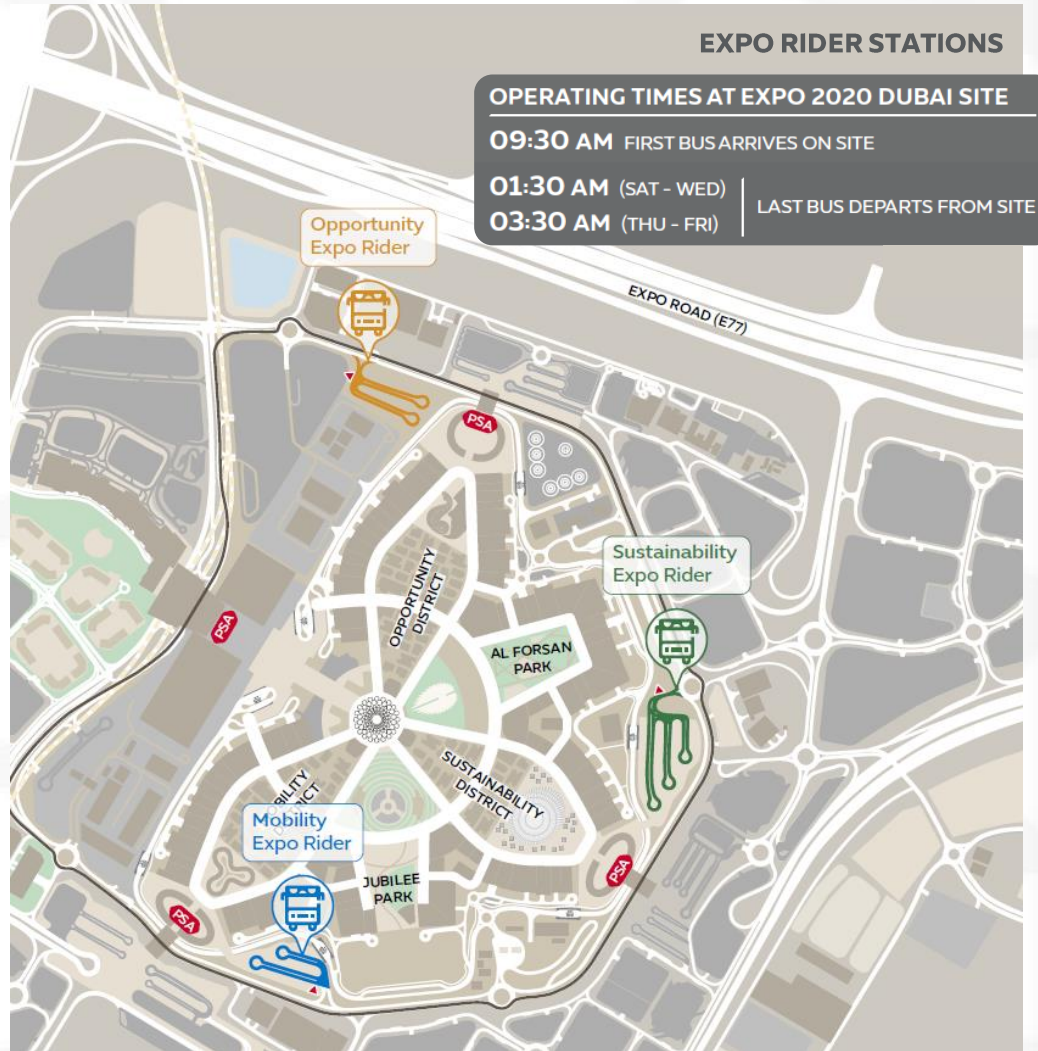 EXPO RIDER STATIONS
OPERATING TIMES AT EXPO 2020 DUBAI SITE
09:30 AM FIRST BUS ARRIVES ON SITE
01:30 AM (SAT - WED)
03:30 AM (THU - FRI)
LAST BUS DEPARTS FROM SITE
Opportunity
Expo Rider
EXPO ROAD (E77)
PSA
Sustainability
Expo Rider
OPPORTUNITY
DISTRICT
PSA
AL FORSAN
PARK
SUSTAINABILITY
DISTRICT
BILITY
RICT
Mobility
Expo Rider
PSA
JUBILEE
PARK
PSA